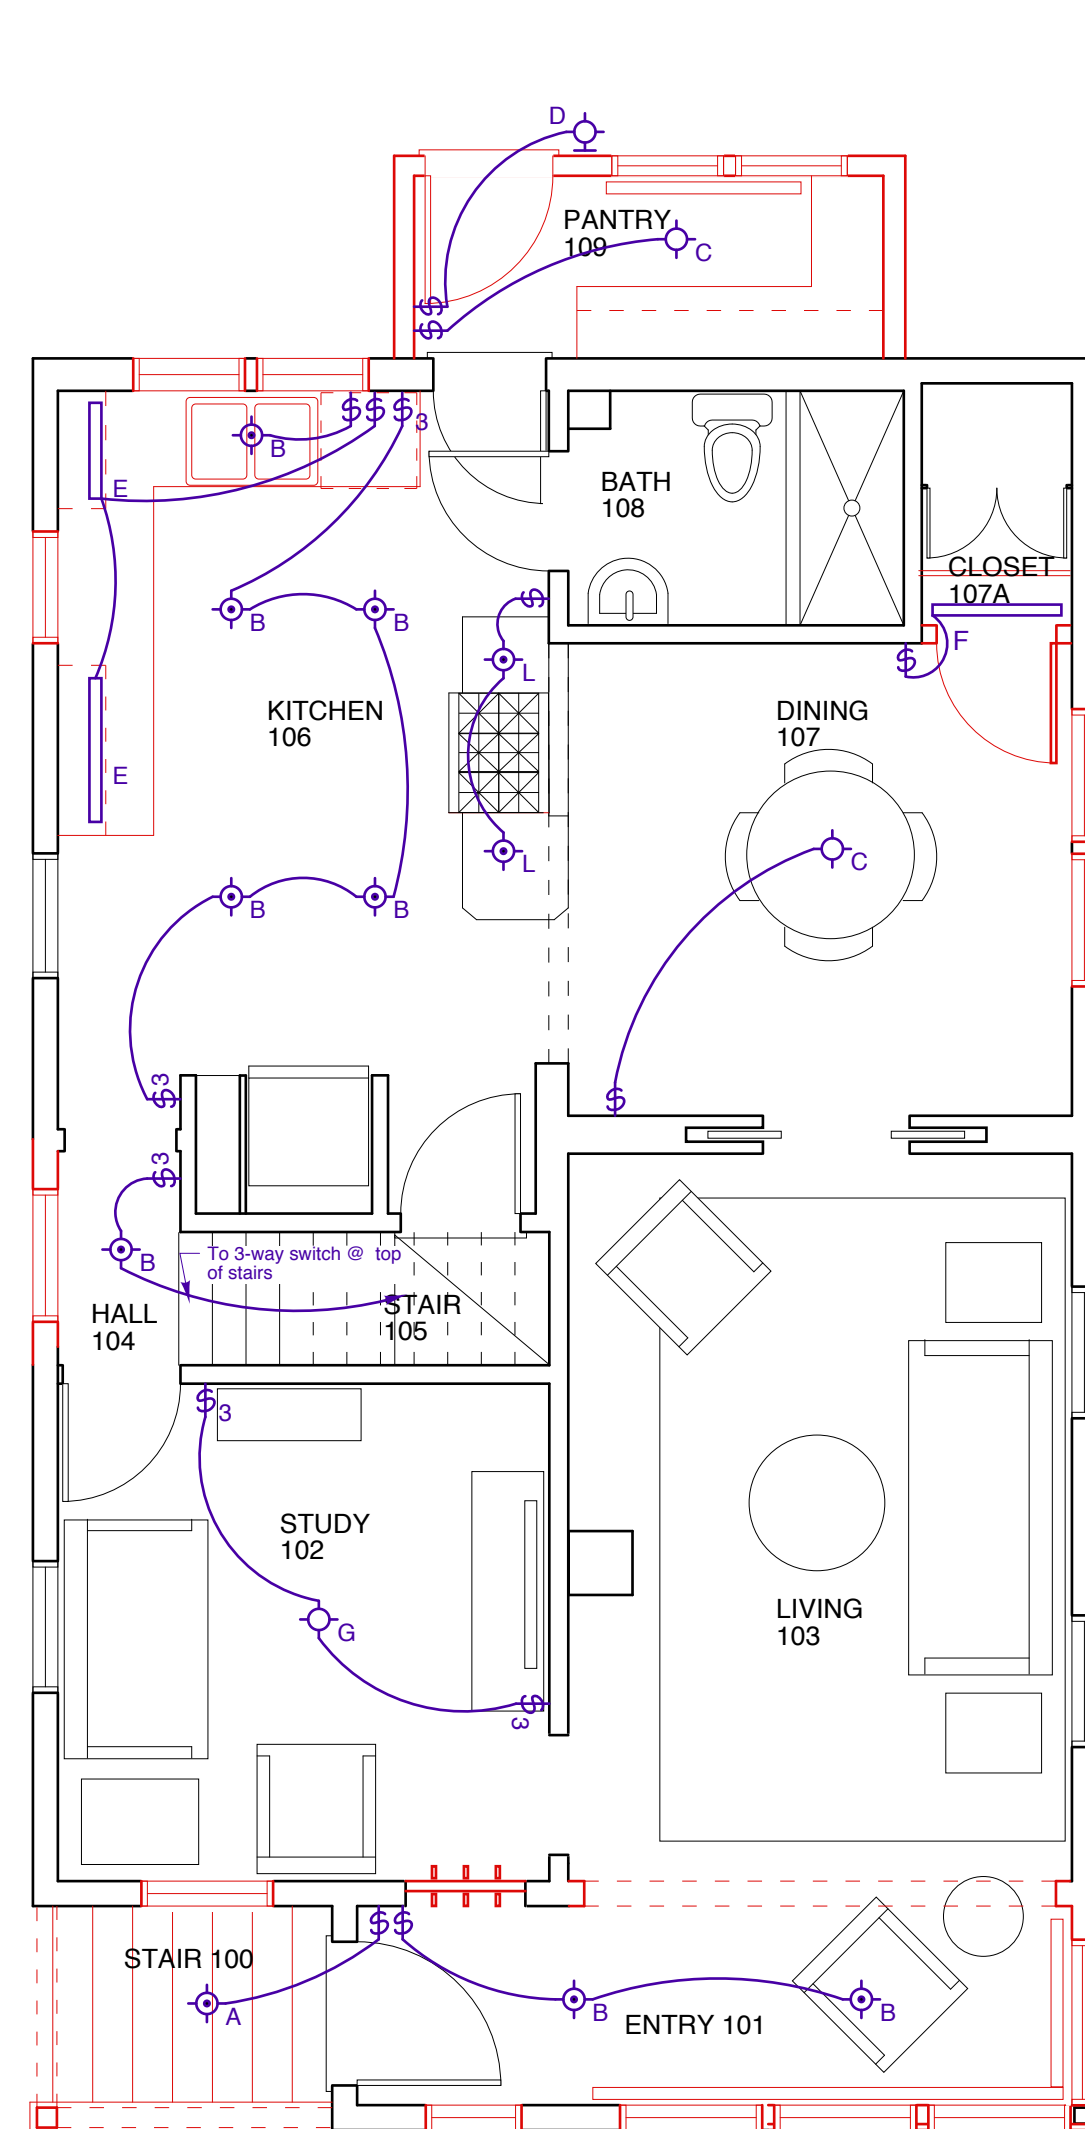 D
PANTRY
109
C
$
$
$ $ $ 3
B
E
BATH
108
CLOSET
107A
$
B
B
F
$
L
KITCHEN
106
DINING
107
E
L
C
B
B
$ 3
$
$ 3
B
To 3-way switch @ top
of stairs
HALL
104
STAIR
105
$ 3
STUDY
102
G
LIVING
103
$ 3
$ $
STAIR 100
A
B
B
ENTRY 101